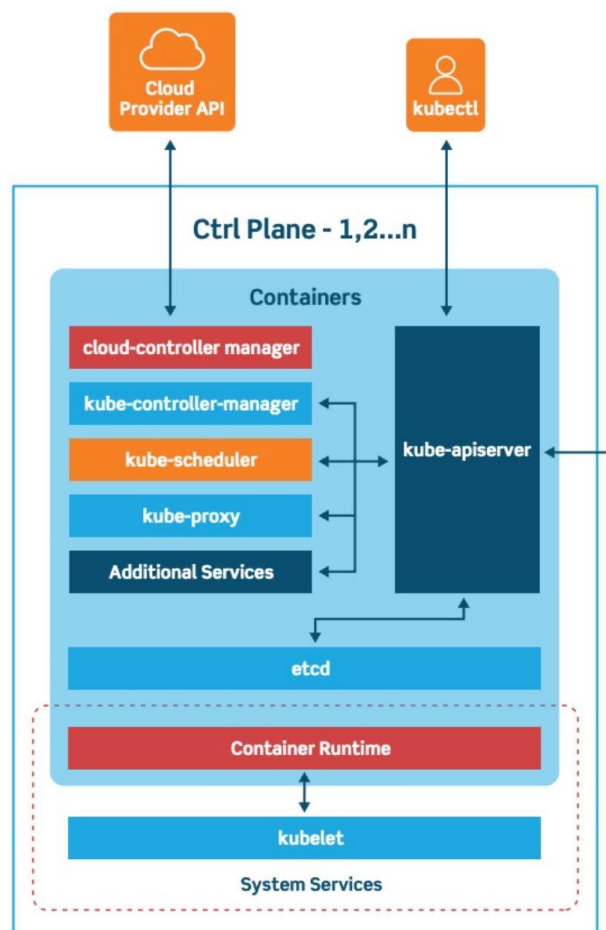 Cloud
Provider API
kubectl
Ctrl Plane - 1,2...n
Containers
cloud-controller manager
kube-controller-manager
kube-scheduler
kube-proxy
Additional Services
kube-apiserver
etcd
Container Runtime
kubelet
System Services